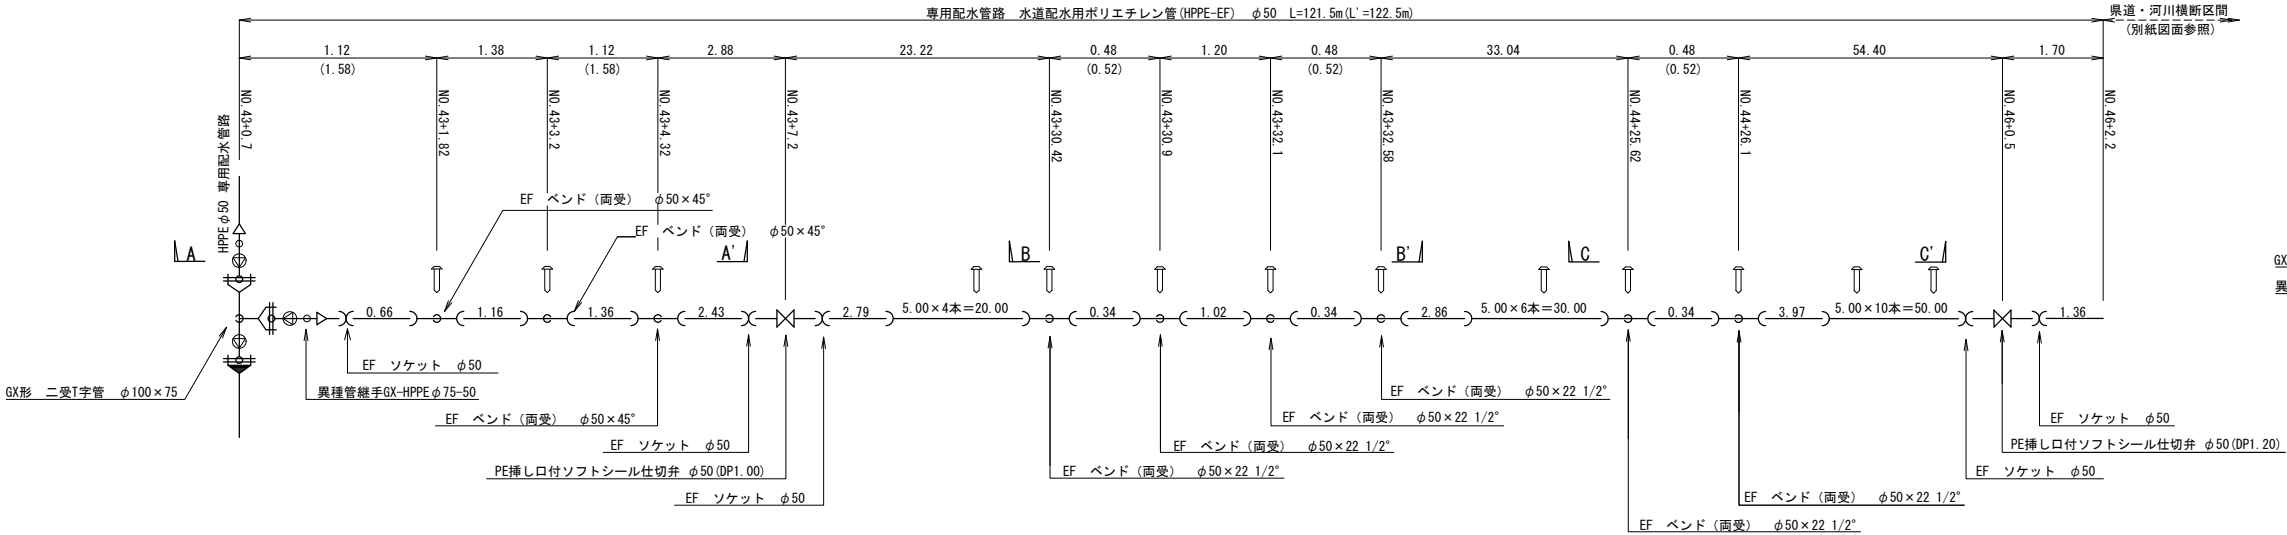 専用配水管路　水道配水用ポリエチレン管(HPPE-EF)　φ50　L=121.5m(L'=122.5m)
県道・河川横断区間
(別紙図面参照)
1.12
1.38
1.12
2.88
23.22
0.48
1.20
0.48
33.04
0.48
54.40
1.70
(1.58)
(1.58)
(0.52)
(0.52)
(0.52)
NO.43+0.7
NO.43+1.82
NO.43+3.2
NO.43+4.32
NO.43+7.2
NO.43+30.42
NO.43+30.9
NO.43+32.1
NO.43+32.58
NO.44+25.62
NO.44+26.1
NO.46+0.5
NO.46+2.2
HPPEφ50 専用配水管路
EF　ベンド（両受）　φ50×45°
EF　ベンド（両受）　φ50×45°
A
A'
B
B'
C
C'
GX
異
0.66
1.16
1.36
2.43
2.79
5.00×4本＝20.00
0.34
1.02
0.34
2.86
5.00×6本＝30.00
0.34
3.97
5.00×10本＝50.00
1.36
EF　ソケット　φ50
GX形　二受T字管　φ100×75
異種管継手GX-HPPEφ75-50
EF　ベンド（両受）　φ50×22 1/2°
EF　ベンド（両受）　φ50×45°
EF　ベンド（両受）　φ50×22 1/2°
EF　ソケット　φ50
EF　ソケット　φ50
EF　ベンド（両受）　φ50×22 1/2°
PE挿し口付ソフトシール仕切弁　φ50(DP1.20)
PE挿し口付ソフトシール仕切弁　φ50(DP1.00)
EF　ベンド（両受）　φ50×22 1/2°
EF　ソケット　φ50
EF　ソケット　φ50
EF　ベンド（両受）　φ50×22 1/2°
EF　ベンド（両受）　φ50×22 1/2°